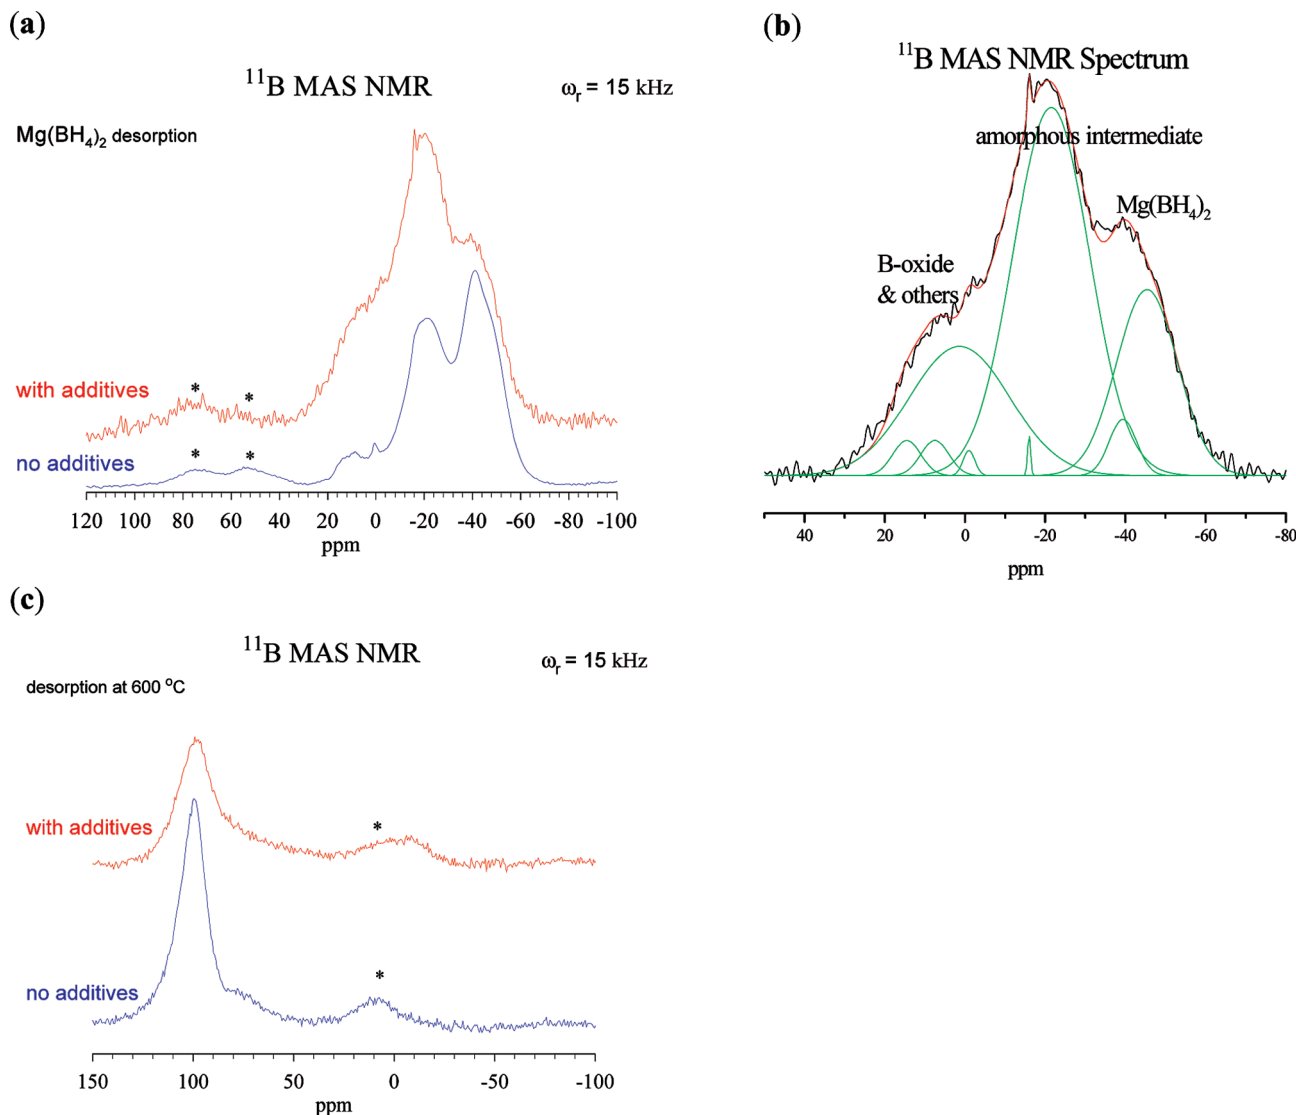 (a)
¹¹B MAS NMR
ωᵣ = 15 kHz
Mg(BH₄)₂ desorption
with additives
* *
no additives
* *
120 100 80 60 40 20 0 -20 -40 -60 -80 -100
ppm
(b)
¹¹B MAS NMR Spectrum
amorphous intermediate
Mg(BH₄)₂
B-oxide
& others
40 20 0 -20 -40 -60 -80
ppm
(c)
¹¹B MAS NMR
ωᵣ = 15 kHz
desorption at 600 °C
with additives
*
no additives
*
150 100 50 0 -50 -100
ppm